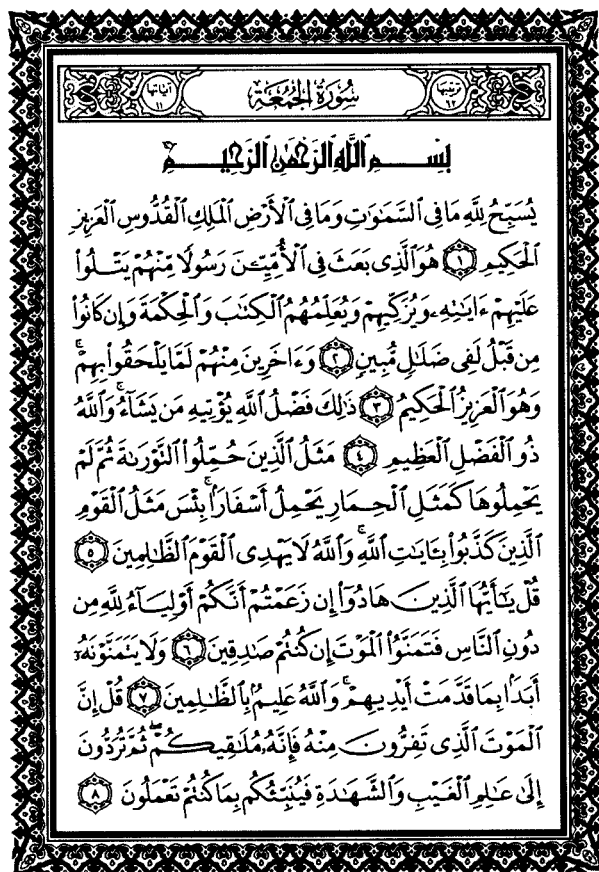 ترتيبها ٦٢ سُورَةُ الجُمُعَةِ آياتها ١١
بِسْمِ ٱللَّهِ ٱلرَّحْمَٰنِ ٱلرَّحِيمِ
يُسَبِّحُ لِلَّهِ مَا فِى ٱلسَّمَٰوَٰتِ وَمَا فِى ٱلْأَرْضِ ٱلْمَلِكِ ٱلْقُدُّوسِ ٱلْعَزِيزِ
ٱلْحَكِيمِ ١ هُوَ ٱلَّذِى بَعَثَ فِى ٱلْأُمِّيِّـۧنَ رَسُولًا مِّنْهُمْ يَتْلُوا۟
عَلَيْهِمْ ءَايَٰتِهِۦ وَيُزَكِّيهِمْ وَيُعَلِّمُهُمُ ٱلْكِتَٰبَ وَٱلْحِكْمَةَ وَإِن كَانُوا۟
مِن قَبْلُ لَفِى ضَلَٰلٍ مُّبِينٍ ٢ وَءَاخَرِينَ مِنْهُمْ لَمَّا يَلْحَقُوا۟ بِهِمْ ۚ
وَهُوَ ٱلْعَزِيزُ ٱلْحَكِيمُ ٣ ذَٰلِكَ فَضْلُ ٱللَّهِ يُؤْتِيهِ مَن يَشَآءُ ۚ وَٱللَّهُ
ذُو ٱلْفَضْلِ ٱلْعَظِيمِ ٤ مَثَلُ ٱلَّذِينَ حُمِّلُوا۟ ٱلتَّوْرَىٰةَ ثُمَّ لَمْ
يَحْمِلُوهَا كَمَثَلِ ٱلْحِمَارِ يَحْمِلُ أَسْفَارًۢا ۚ بِئْسَ مَثَلُ ٱلْقَوْمِ
ٱلَّذِينَ كَذَّبُوا۟ بِـَٔايَٰتِ ٱللَّهِ ۚ وَٱللَّهُ لَا يَهْدِى ٱلْقَوْمَ ٱلظَّٰلِمِينَ ٥
قُلْ يَٰٓأَيُّهَا ٱلَّذِينَ هَادُوٓا۟ إِن زَعَمْتُمْ أَنَّكُمْ أَوْلِيَآءُ لِلَّهِ مِن
دُونِ ٱلنَّاسِ فَتَمَنَّوُا۟ ٱلْمَوْتَ إِن كُنتُمْ صَٰدِقِينَ ٦ وَلَا يَتَمَنَّوْنَهُۥٓ
أَبَدًۢا بِمَا قَدَّمَتْ أَيْدِيهِمْ ۚ وَٱللَّهُ عَلِيمٌۢ بِٱلظَّٰلِمِينَ ٧ قُلْ إِنَّ
ٱلْمَوْتَ ٱلَّذِى تَفِرُّونَ مِنْهُ فَإِنَّهُۥ مُلَٰقِيكُمْ ۖ ثُمَّ تُرَدُّونَ
إِلَىٰ عَٰلِمِ ٱلْغَيْبِ وَٱلشَّهَٰدَةِ فَيُنَبِّئُكُم بِمَا كُنتُمْ تَعْمَلُونَ ٨